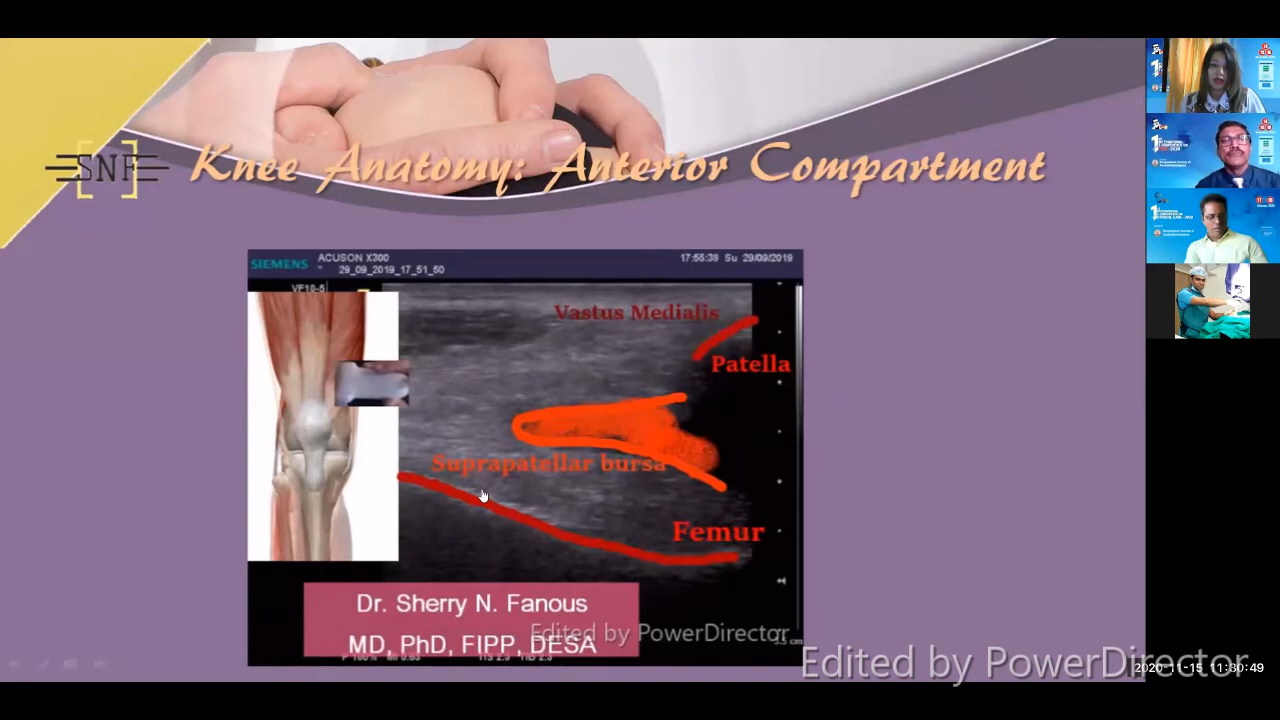 SNF
Knee Anatomy: Anterior Compartment
SIEMENS
ACUSON X300
29_09_2019_17_51_50
17:55:38 Su 29/09/2019
VF10-5
Vastus Medialis
Patella
Suprapatellar bursa
Femur
Dr. Sherry N. Fanous
MD, PhD, FIPP, DESA
Edited by PowerDirector
Edited by PowerDirector
2020-11-15 11:30:49